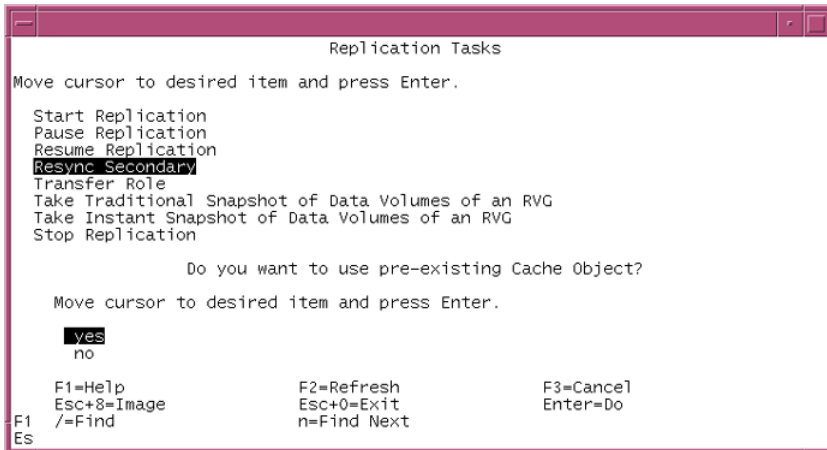 Replication Tasks
Move cursor to desired item and press Enter.
Start Replication
Pause Replication
Resume Replication
Resync Secondary
Transfer Role
Take Traditional Snapshot of Data Volumes of an RVG
Take Instant Snapshot of Data Volumes of an RVG
Stop Replication
Do you want to use pre-existing Cache Object?
Move cursor to desired item and press Enter.
yes
no
F1=Help F2=Refresh F3=Cancel
Esc+8=Image Esc+0=Exit Enter=Do
F1 /=Find n=Find Next
Es